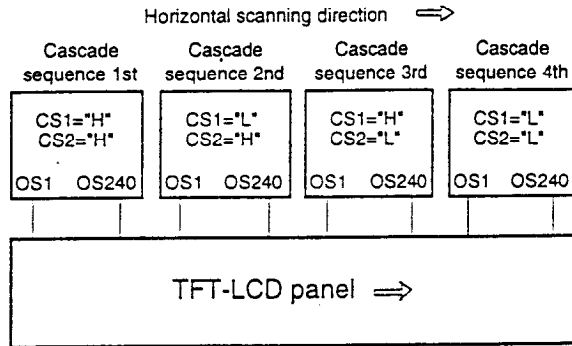 Horizontal scanning direction ⇒
Cascade sequence 1st
Cascade sequence 2nd
Cascade sequence 3rd
Cascade sequence 4th
CS1="H"
CS2="H"
OS1 OS240
CS1="L"
CS2="H"
OS1 OS240
CS1="H"
CS2="L"
OS1 OS240
CS1="L"
CS2="L"
OS1 OS240
TFT-LCD panel ⇒